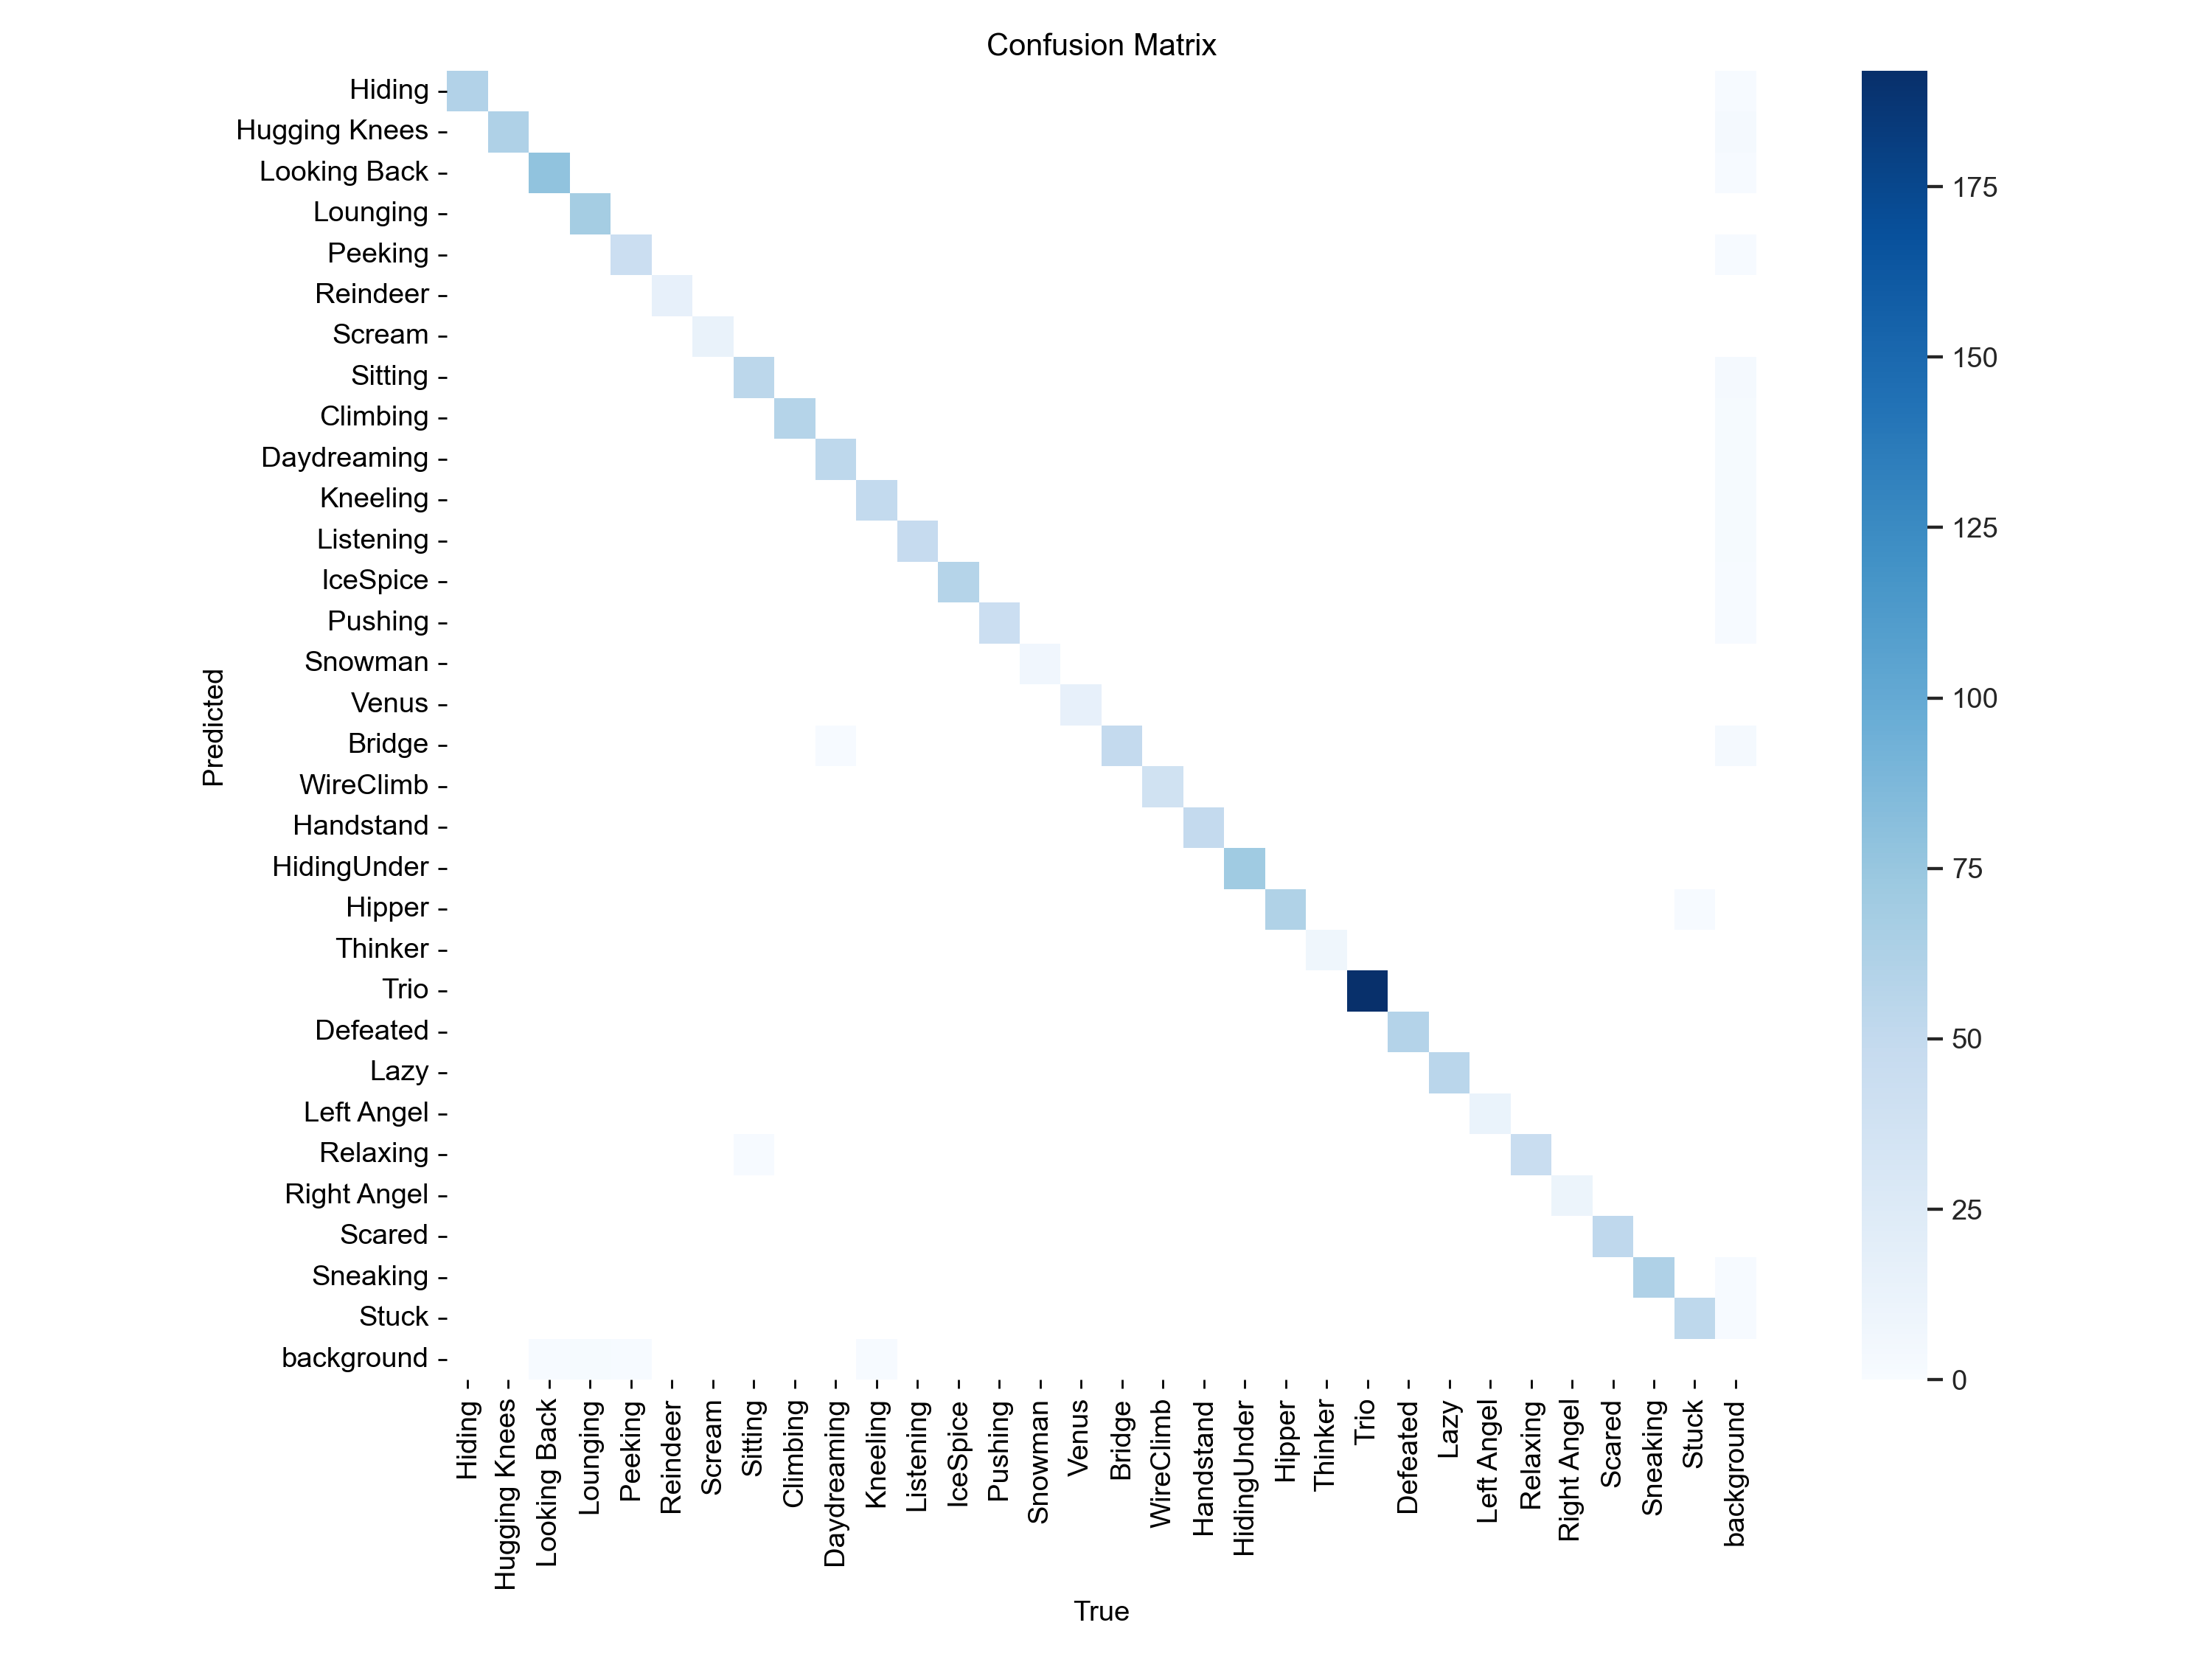 Confusion Matrix
Hiding
Hugging Knees
Looking Back
Lounging
Peeking
Reindeer
Scream
Sitting
Climbing
Daydreaming
Kneeling
Listening
IceSpice
Pushing
Snowman
Venus
Bridge
WireClimb
Handstand
HidingUnder
Hipper
Thinker
Trio
Defeated
Lazy
Left Angel
Relaxing
Right Angel
Scared
Sneaking
Stuck
background
Predicted
Hiding
Hugging Knees
Looking Back
Lounging
Peeking
Reindeer
Scream
Sitting
Climbing
Daydreaming
Kneeling
Listening
IceSpice
Pushing
Snowman
Venus
Bridge
WireClimb
Handstand
HidingUnder
Hipper
Thinker
Trio
Defeated
Lazy
Left Angel
Relaxing
Right Angel
Scared
Sneaking
Stuck
background
True
175
150
125
100
75
50
25
0